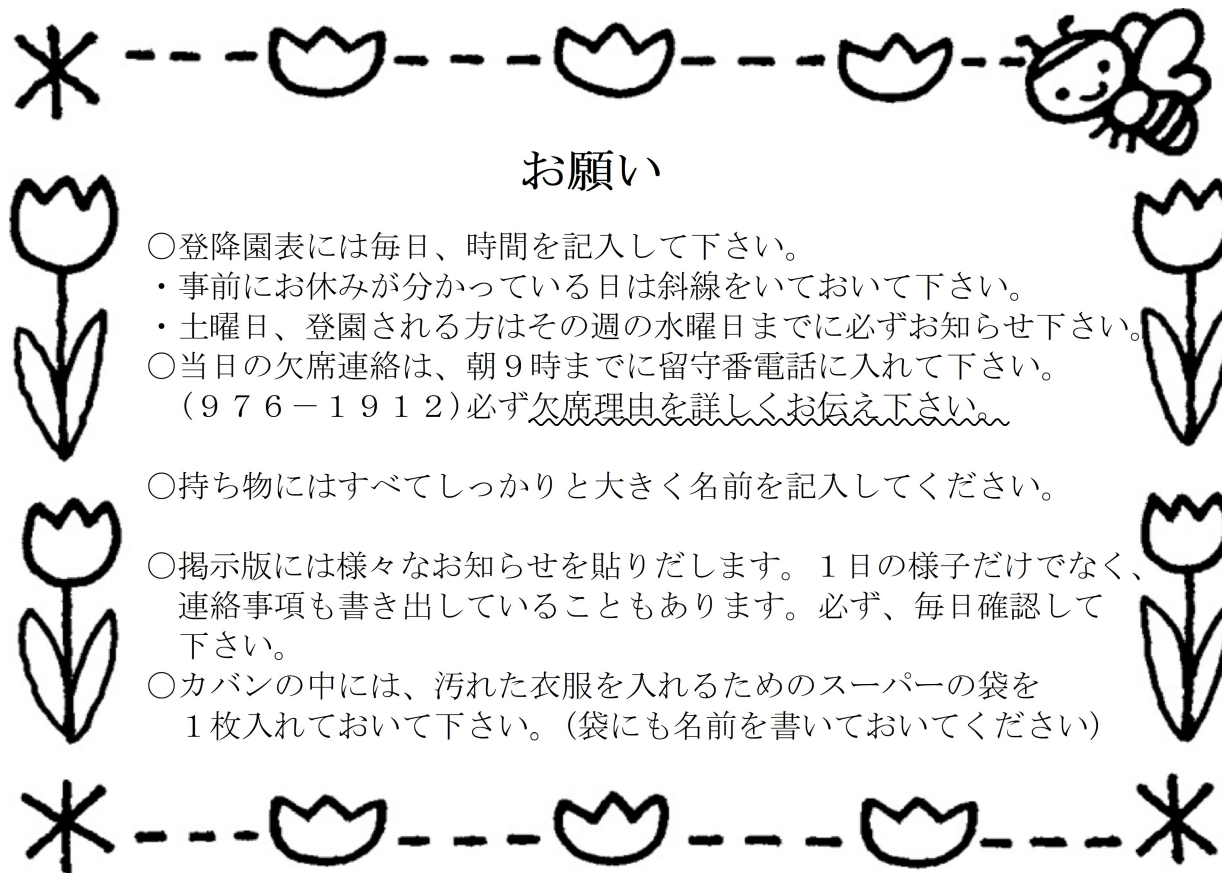 お願い
○登降園表には毎日、時間を記入して下さい。
・事前にお休みが分かっている日は斜線をいておいて下さい。
・土曜日、登園される方はその週の水曜日までに必ずお知らせ下さい。
○当日の欠席連絡は、朝９時までに留守番電話に入れて下さい。
(９７６－１９１２)必ず欠席理由を詳しくお伝え下さい。
○持ち物にはすべてしっかりと大きく名前を記入してください。
○掲示版には様々なお知らせを貼りだします。１日の様子だけでなく、
連絡事項も書き出していることもあります。必ず、毎日確認して
下さい。
○カバンの中には、汚れた衣服を入れるためのスーパーの袋を
１枚入れておいて下さい。(袋にも名前を書いておいてください)